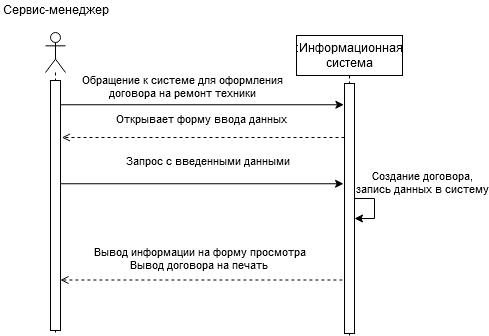 Сервис-менеджер
:Информационная
система
Обращение к системе для оформления
договора на ремонт техники
Открывает форму ввода данных
Запрос с введенными данными
Создание договора,
запись данных в систему
Вывод информации на форму просмотра
Вывод договора на печать